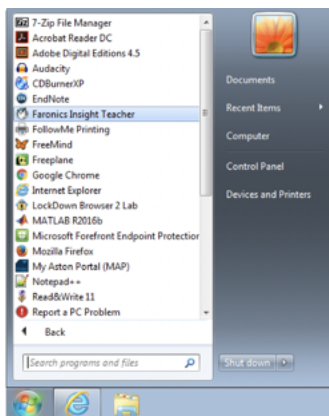 7-Zip File Manager
Acrobat Reader DC
Adobe Digital Editions 4.5
Audacity
CDBurnerXP
EndNote
Faronics Insight Teacher
FollowMe Printing
FreeMind
Freeplane
Google Chrome
Internet Explorer
LockDown Browser 2 Lab
MATLAB R2016b
Microsoft Forefront Endpoint Protection
Mozilla Firefox
My Aston Portal (MAP)
Notepad++
Read&Write 11
Report a PC Problem
Back
Search programs and files
Documents
Recent Items
Computer
Control Panel
Devices and Printers
Shut down